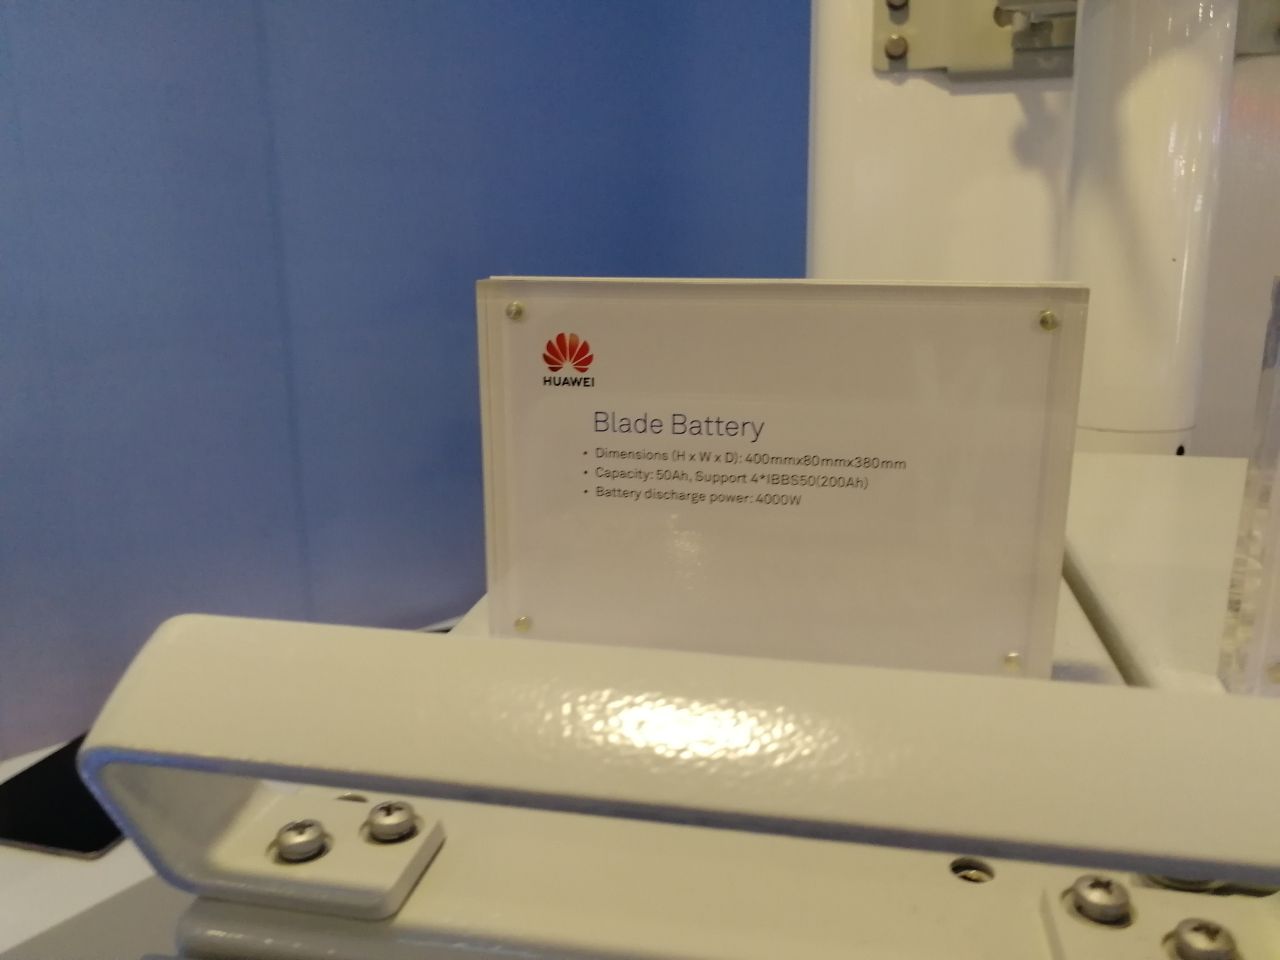 HUAWEI
Blade Battery
• Dimensions (H x W x D): 400mmx80mmx380mm
• Capacity: 50Ah, Support 4*IBBS50(200Ah)
• Battery discharge power: 4000W